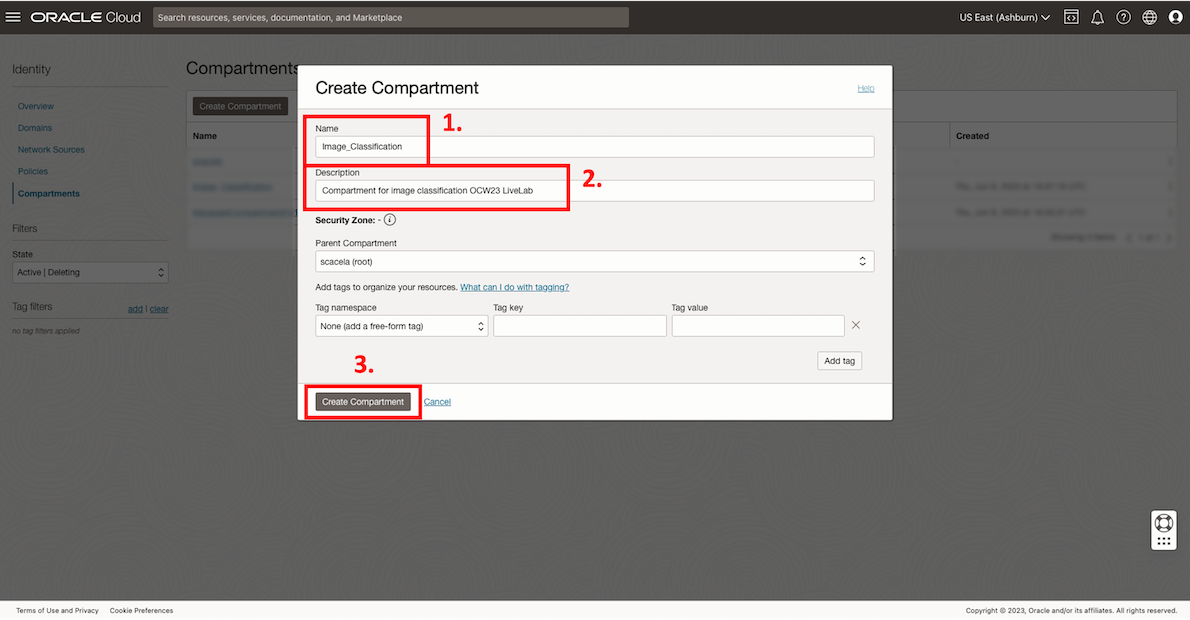 ORACLE Cloud
Search resources, services, documentation, and Marketplace
US East (Ashburn)
Identity
Overview
Domains
Network Sources
Policies
Compartments
Filters
State
Active | Deleting
Tag filters
add | clear
no tag filters applied
Compartments
Create Compartment
Name
Created
Create Compartment
Help
1.
Name
Image_Classification
2.
Description
Compartment for image classification OCW23 LiveLab
Security Zone: -
Parent Compartment
scacela (root)
Add tags to organize your resources. What can I do with tagging?
Tag namespace
None (add a free-form tag)
Tag key
Tag value
Add tag
3.
Create Compartment
Cancel
Terms of Use and Privacy
Cookie Preferences
Copyright © 2023, Oracle and/or its affiliates. All rights reserved.